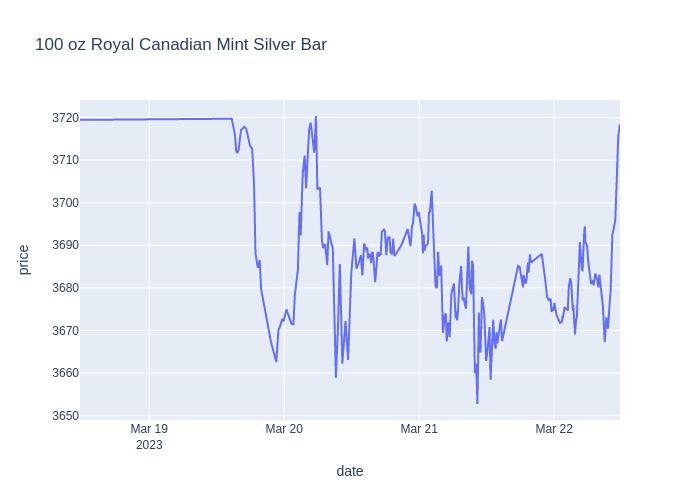 100 oz Royal Canadian Mint Silver Bar
3720
3710
3700
3690
3680
3670
3660
3650
price
Mar 19
2023
Mar 20
Mar 21
Mar 22
date